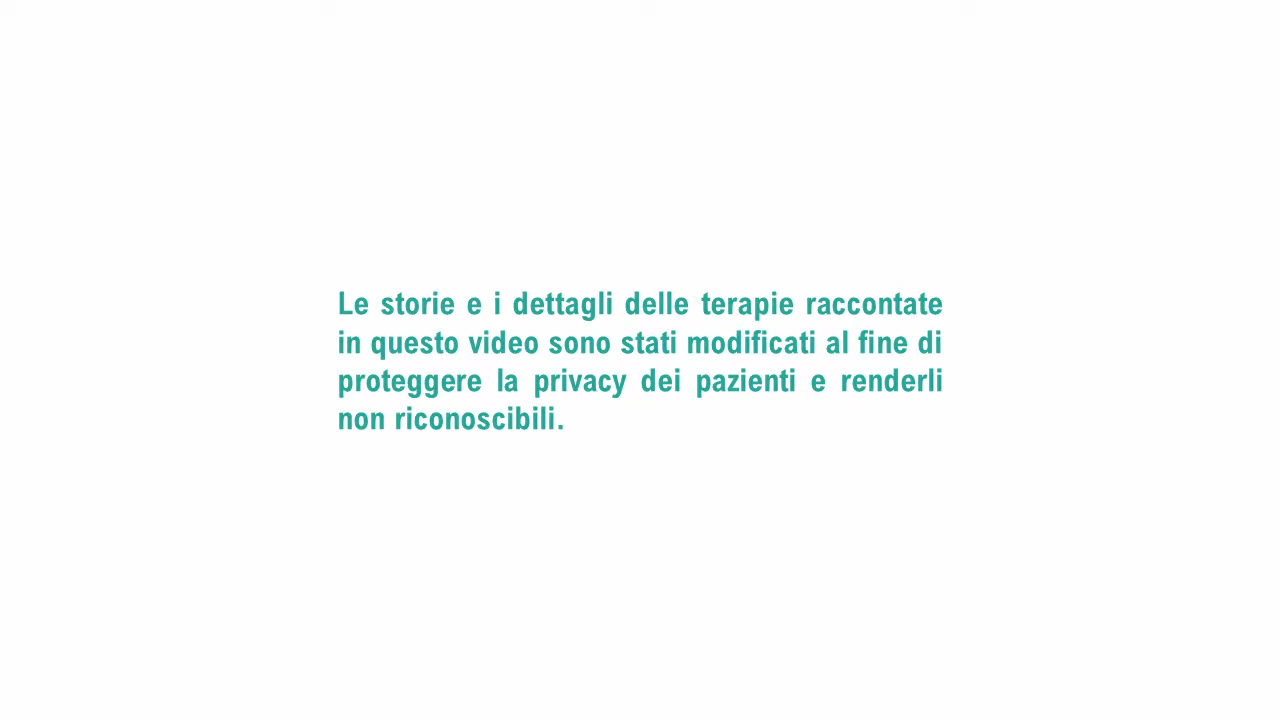 Le storie e i dettagli delle terapie raccontate
in questo video sono stati modificati al fine di
proteggere la privacy dei pazienti e renderli
non riconoscibili.